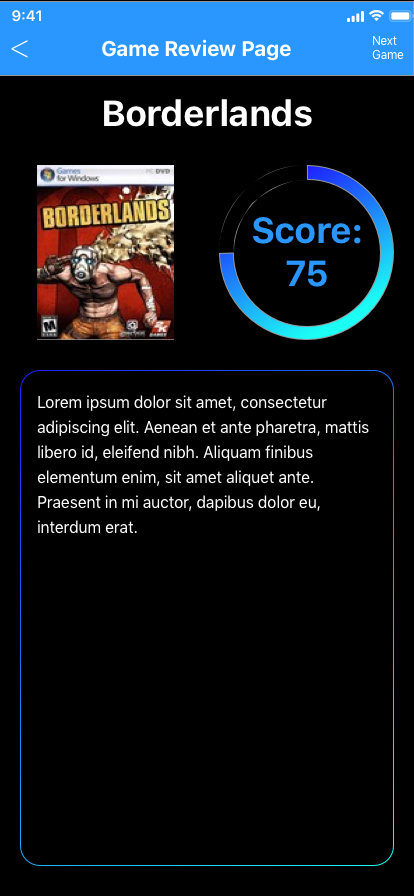 9:41
Game Review Page
Next
Game
Borderlands
Games
for Windows
PC DVD
BORDERLANDS
M
gearbox
2K
GAMES
Score:
75
Lorem ipsum dolor sit amet, consectetur
adipiscing elit. Aenean et ante pharetra, mattis
libero id, eleifend nibh. Aliquam finibus
elementum enim, sit amet aliquet ante.
Praesent in mi auctor, dapibus dolor eu,
interdum erat.